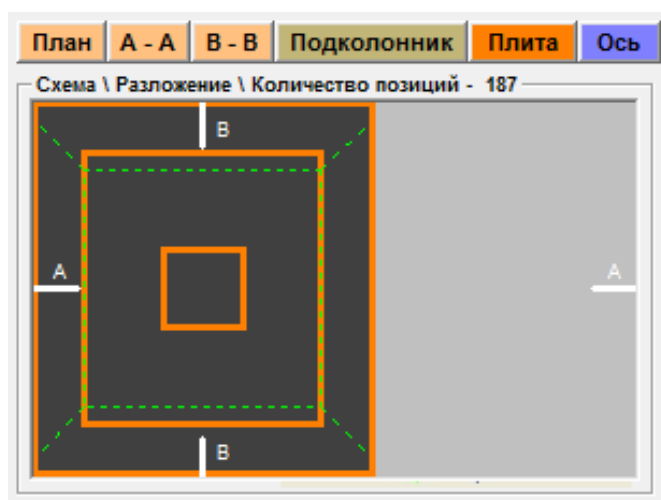 План А - А В - В Подколонник Плита Ось
Схема \ Разложение \ Количество позиций - 187
В
А А
В